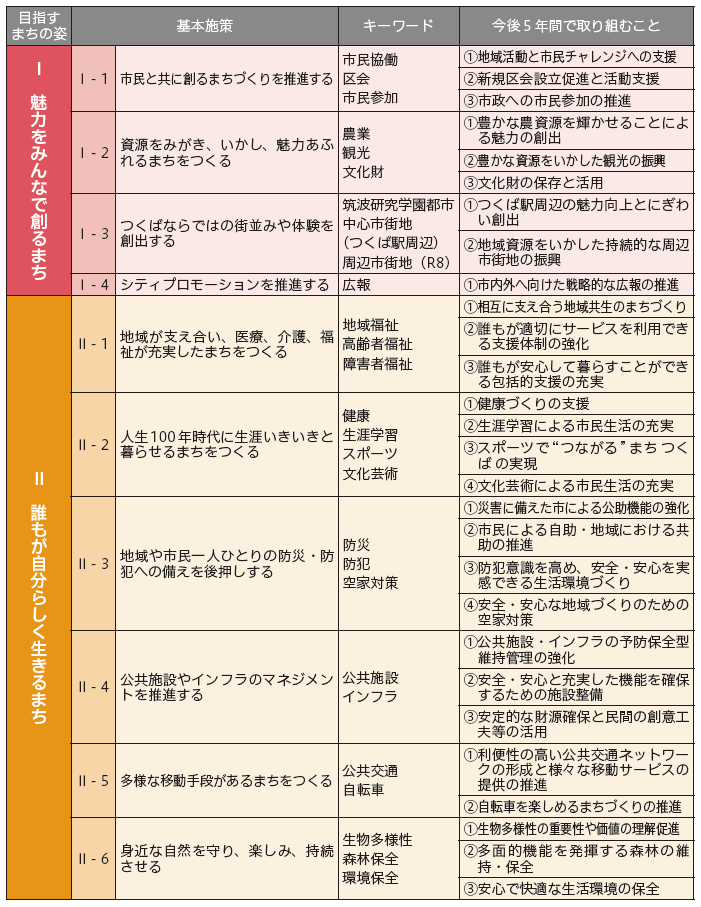 目指す
まちの姿
基本施策
キーワード
今後5年間で取り組むこと
Ⅰ 魅力をみんなで創るまち
Ⅰ-1
市民と共に創るまちづくりを推進する
市民協働
区会
市民参加
①地域活動と市民チャレンジへの支援
②新規区会設立促進と活動支援
③市政への市民参加の推進
Ⅰ-2
資源をみがき、いかし、魅力あふ
れるまちをつくる
農業
観光
文化財
①豊かな農資源を輝かせることによ
る魅力の創出
②豊かな資源をいかした観光の振興
③文化財の保存と活用
Ⅰ-3
つくばならではの街並みや体験を
創出する
筑波研究学園都市
中心市街地
(つくば駅周辺)
周辺市街地(R8)
①つくば駅周辺の魅力向上とにぎわ
い創出
②地域資源をいかした持続的な周辺
市街地の振興
Ⅰ-4
シティプロモーションを推進する
広報
①市内外へ向けた戦略的な広報の推進
Ⅱ 誰もが自分らしく生きるまち
Ⅱ-1
地域が支え合い、医療、介護、福
祉が充実したまちをつくる
地域福祉
高齢者福祉
障害者福祉
①相互に支え合う地域共生のまちづくり
②誰もが適切にサービスを利用できる
支援体制の強化
③誰もが安心して暮らすことができ
る包括的支援の充実
Ⅱ-2
人生100年時代に生涯いきいきと
暮らせるまちをつくる
健康
生涯学習
スポーツ
文化芸術
①健康づくりの支援
②生涯学習による市民生活の充実
③スポーツで“つながる”まち つく
ば の実現
④文化芸術による市民生活の充実
Ⅱ-3
地域や市民一人ひとりの防災・防
犯への備えを後押しする
防災
防犯
空家対策
①災害に備えた市による公助機能の強化
②市民による自助・地域における共
助の推進
③防犯意識を高め、安全・安心を実
感できる生活環境づくり
④安全・安心な地域づくりのための
空家対策
Ⅱ-4
公共施設やインフラのマネジメン
トを推進する
公共施設
インフラ
①公共施設・インフラの予防保全型
維持管理の強化
②安全・安心と充実した機能を確保
するための施設整備
③安定的な財源確保と民間の創意工
夫等の活用
Ⅱ-5
多様な移動手段があるまちをつくる
公共交通
自転車
①利便性の高い公共交通ネットワー
クの形成と様々な移動サービスの
提供の推進
②自転車を楽しめるまちづくりの推進
Ⅱ-6
身近な自然を守り、楽しみ、持続
させる
生物多様性
森林保全
環境保全
①生物多様性の重要性や価値の理解促進
②多面的機能を発揮する森林の維
持・保全
③安心で快適な生活環境の保全